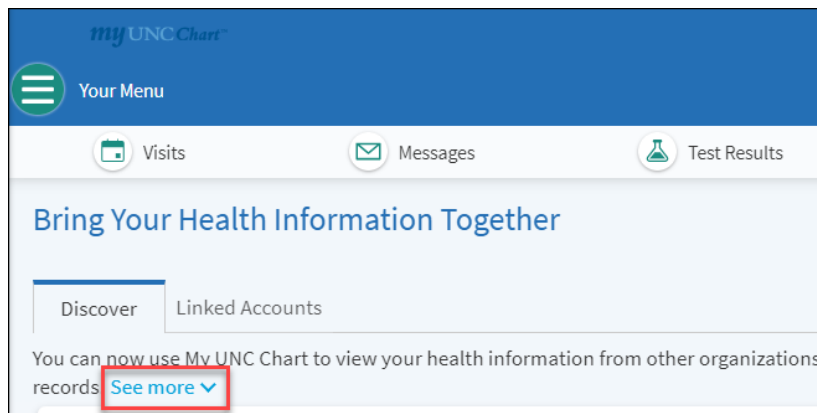 my UNC Chart™
Your Menu
Visits Messages Test Results
Bring Your Health Information Together
Discover Linked Accounts
You can now use My UNC Chart to view your health information from other organizations
records See more